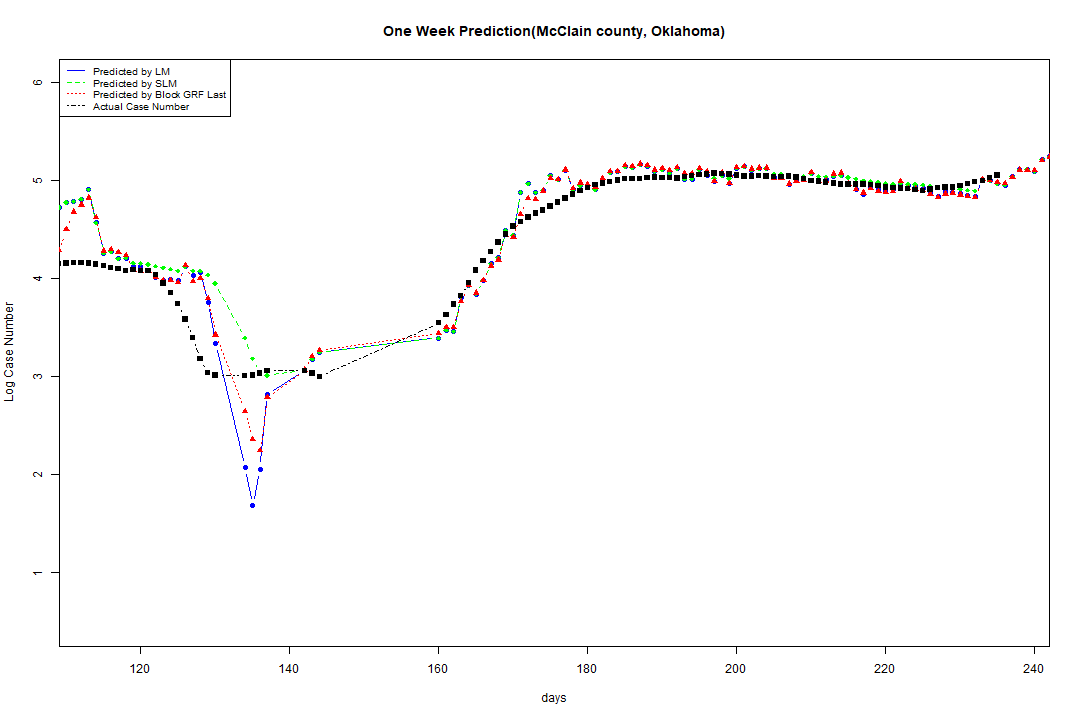 One Week Prediction(McClain county, Oklahoma)
Predicted by LM
Predicted by SLM
Predicted by Block GRF Last
Actual Case Number
Log Case Number
6
5
4
3
2
1
120 140 160 180 200 220 240
days